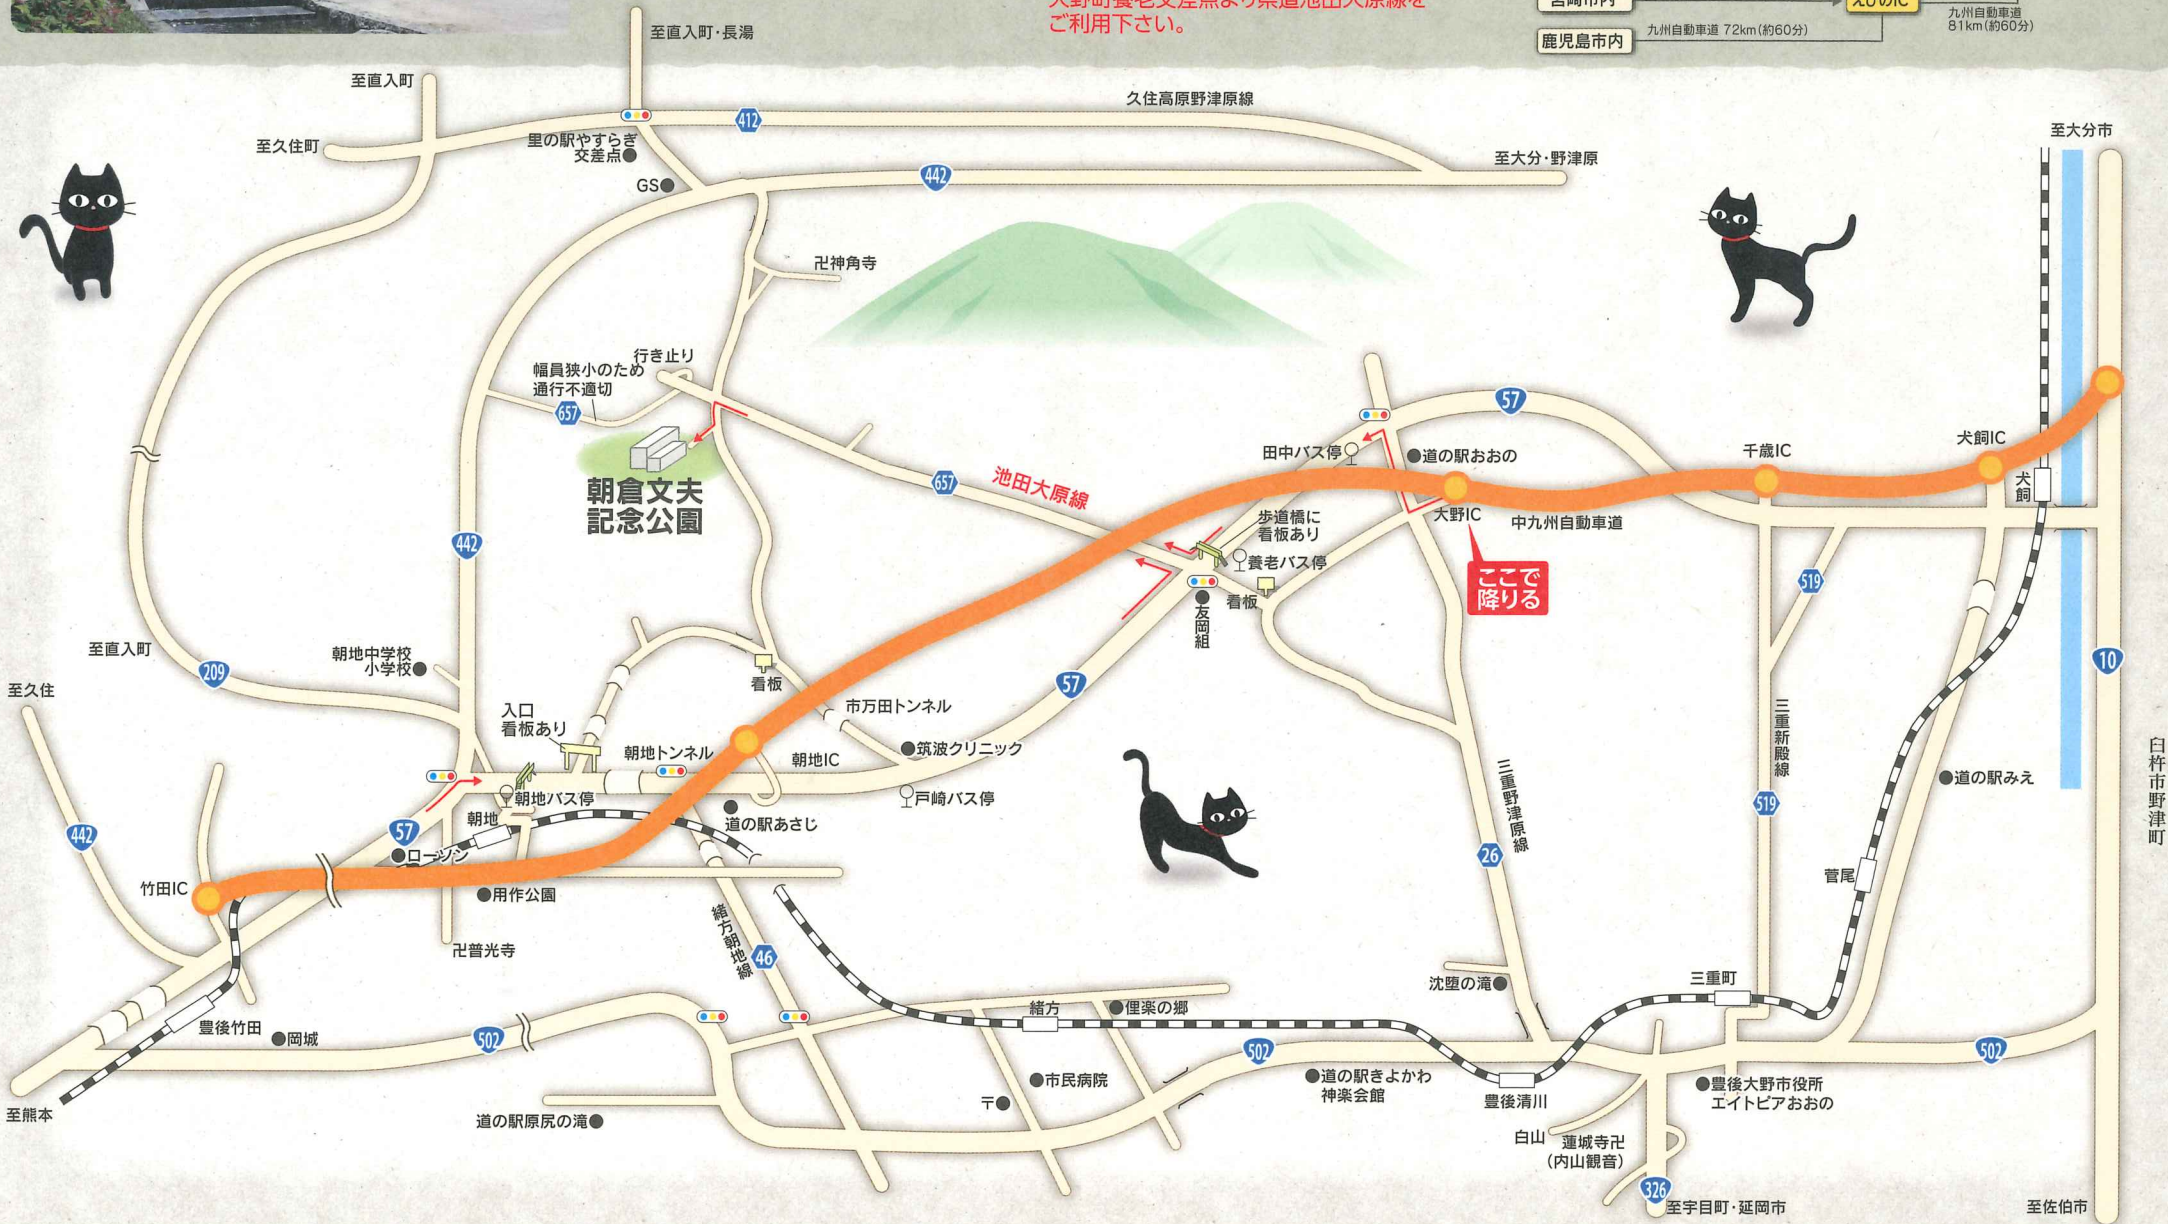 ご利用下さい。
鹿児島市内
九州自動車道 72km(約60分)
九州自動車道
81km(約60分)
至直入町・長湯
至直入町
久住高原野津原線
412
至久住町
里の駅やすらぎ
交差点
GS
442
至大分・野津原
至大分市
卍神角寺
行き止り
幅員狭小のため
通行不適切
657
朝倉文夫
記念公園
657
池田大原線
57
田中バス停
道の駅おおの
千歳IC
犬飼IC
犬飼
大野IC
中九州自動車道
歩道橋に
看板あり
養老バス停
看板
友岡組
ここで
降りる
442
519
10
至直入町
209
朝地中学校
小学校
至久住
看板
57
入口
看板あり
市万田トンネル
朝地トンネル
朝地IC
筑波クリニック
朝地バス停
戸崎バス停
道の駅あさじ
朝地
57
ローソン
442
竹田IC
用作公園
卍普光寺
緒方朝地線
46
三重野津原線
26
三重新殿線
519
道の駅みえ
臼杵市野津町
菅尾
沈堕の滝
三重町
豊後竹田
岡城
502
緒方
俚楽の郷
502
502
市民病院
〒
道の駅原尻の滝
道の駅きよかわ
神楽会館
豊後清川
豊後大野市役所
エイトピアおおの
至熊本
白山
蓮城寺卍
(内山観音)
326
至宇目町・延岡市
至佐伯市